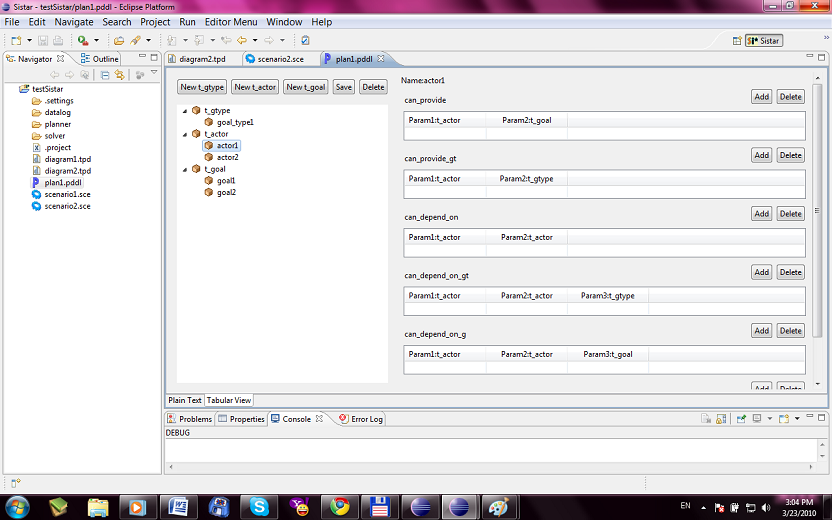 Sistar - testSistar/plan1.pddl - Eclipse Platform
File Edit Navigate Search Project Run Editor Menu Window Help
Sistar
Navigator Outline
testSistar
.settings
datalog
planner
solver
.project
diagram1.tpd
diagram2.tpd
plan1.pddl
scenario1.sce
scenario2.sce
diagram2.tpd scenario2.sce plan1.pddl
New t_gtype New t_actor New t_goal Save Delete
t_gtype
goal_type1
t_actor
actor1
actor2
t_goal
goal1
goal2
Name:actor1
can_provide Add Delete
Param1:t_actor Param2:t_goal
can_provide_gt Add Delete
Param1:t_actor Param2:t_gtype
can_depend_on Add Delete
Param1:t_actor Param2:t_actor
can_depend_on_gt Add Delete
Param1:t_actor Param2:t_actor Param3:t_gtype
can_depend_on_g Add Delete
Param1:t_actor Param2:t_actor Param3:t_goal
Add Delete
Plain Text Tabular View
Problems Properties Console Error Log
DEBUG
EN
3:04 PM
3/23/2010